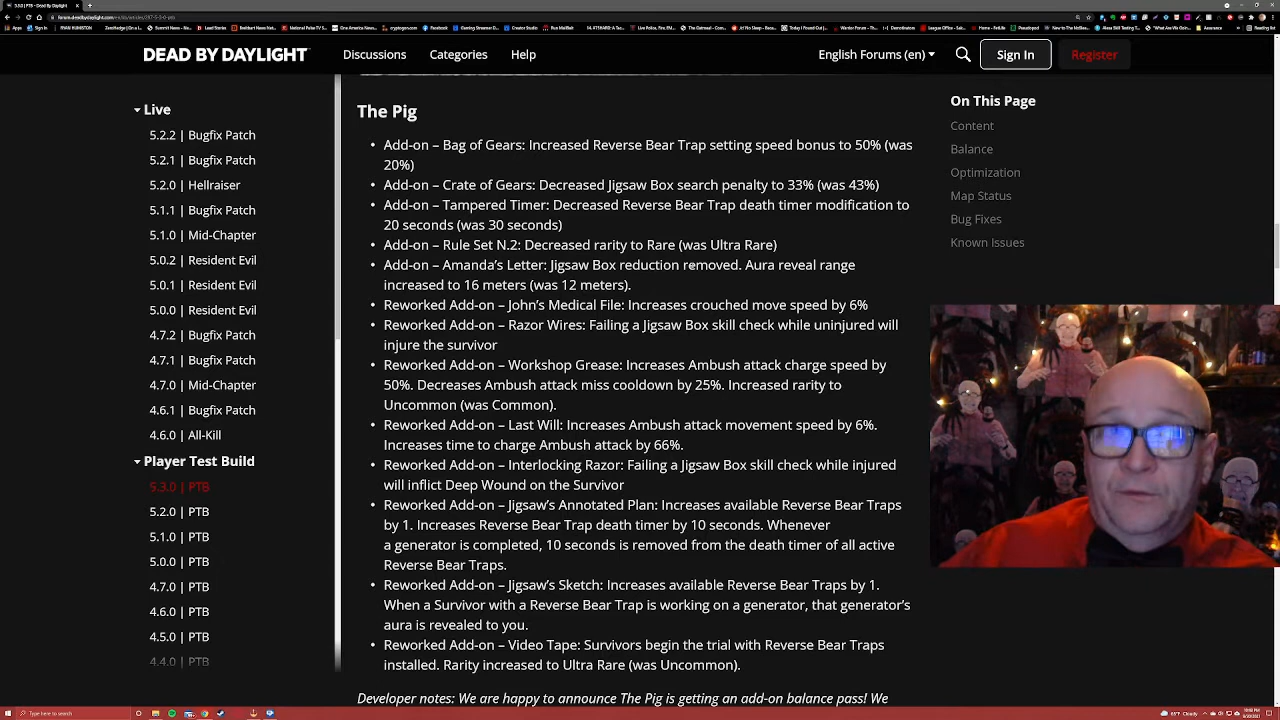 5.3.0 | PTB - Dead By Daylight
forum.deadbydaylight.com
DEAD BY DAYLIGHT
Discussions
Categories
Help
English Forums (en)
Sign In
Register
Live
5.2.2 | Bugfix Patch
5.2.1 | Bugfix Patch
5.2.0 | Hellraiser
5.1.1 | Bugfix Patch
5.1.0 | Mid-Chapter
5.0.2 | Resident Evil
5.0.1 | Resident Evil
5.0.0 | Resident Evil
4.7.2 | Bugfix Patch
4.7.1 | Bugfix Patch
4.7.0 | Mid-Chapter
4.6.1 | Bugfix Patch
4.6.0 | All-Kill
Player Test Build
5.3.0 | PTB
5.2.0 | PTB
5.1.0 | PTB
5.0.0 | PTB
4.7.0 | PTB
4.6.0 | PTB
4.5.0 | PTB
4.4.0 | PTB
The Pig
• Add-on – Bag of Gears: Increased Reverse Bear Trap setting speed bonus to 50% (was
20%)
• Add-on – Crate of Gears: Decreased Jigsaw Box search penalty to 33% (was 43%)
• Add-on – Tampered Timer: Decreased Reverse Bear Trap death timer modification to
20 seconds (was 30 seconds)
• Add-on – Rule Set N.2: Decreased rarity to Rare (was Ultra Rare)
• Add-on – Amanda's Letter: Jigsaw Box reduction removed. Aura reveal range
increased to 16 meters (was 12 meters).
• Reworked Add-on – John's Medical File: Increases crouched move speed by 6%
• Reworked Add-on – Razor Wires: Failing a Jigsaw Box skill check while uninjured will
injure the survivor
• Reworked Add-on – Workshop Grease: Increases Ambush attack charge speed by
50%. Decreases Ambush attack miss cooldown by 25%. Increased rarity to
Uncommon (was Common).
• Reworked Add-on – Last Will: Increases Ambush attack movement speed by 6%.
Increases time to charge Ambush attack by 66%.
• Reworked Add-on – Interlocking Razor: Failing a Jigsaw Box skill check while injured
will inflict Deep Wound on the Survivor
• Reworked Add-on – Jigsaw's Annotated Plan: Increases available Reverse Bear Traps
by 1. Increases Reverse Bear Trap death timer by 10 seconds. Whenever
a generator is completed, 10 seconds is removed from the death timer of all active
Reverse Bear Traps.
• Reworked Add-on – Jigsaw's Sketch: Increases available Reverse Bear Traps by 1.
When a Survivor with a Reverse Bear Trap is working on a generator, that generator's
aura is revealed to you.
• Reworked Add-on – Video Tape: Survivors begin the trial with Reverse Bear Traps
installed. Rarity increased to Ultra Rare (was Uncommon).
Developer notes: We are happy to announce The Pig is getting an add-on balance pass! We
On This Page
Content
Balance
Optimization
Map Status
Bug Fixes
Known Issues
Type here to search
Cloudy